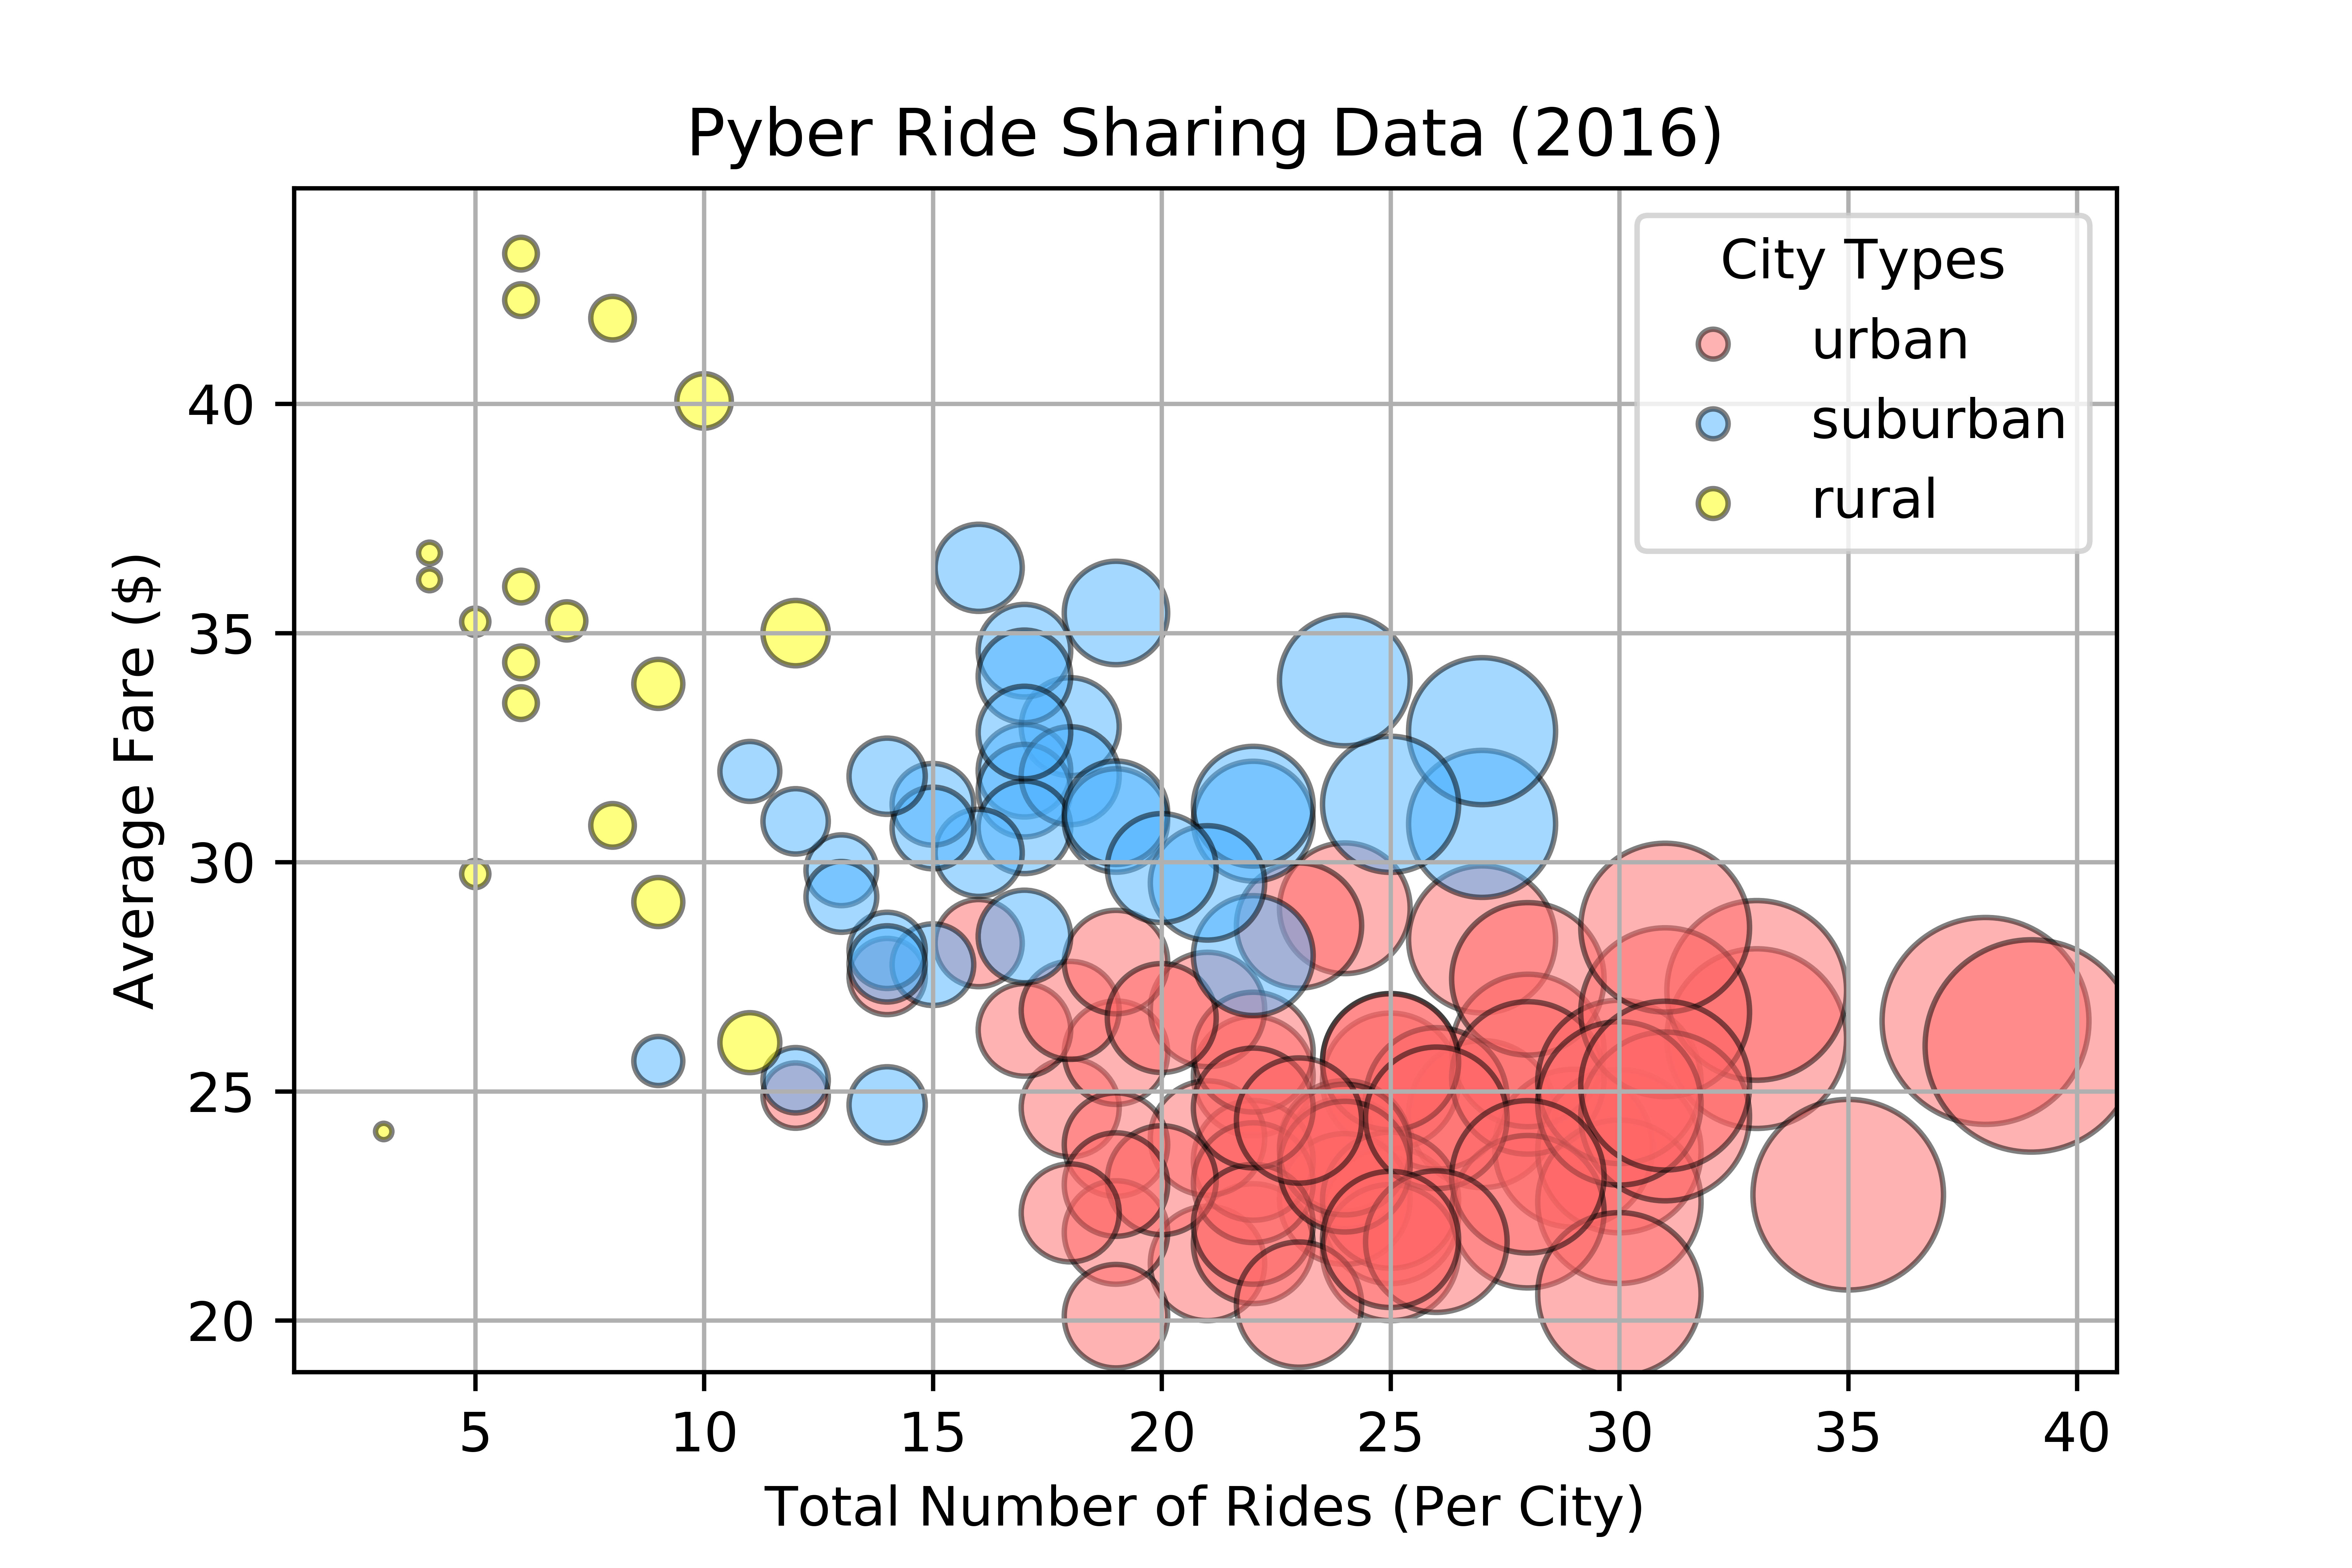 Pyber Ride Sharing Data (2016)
City Types
urban
suburban
rural
40
35
30
25
20
Average Fare ($)
5 10 15 20 25 30 35 40
Total Number of Rides (Per City)